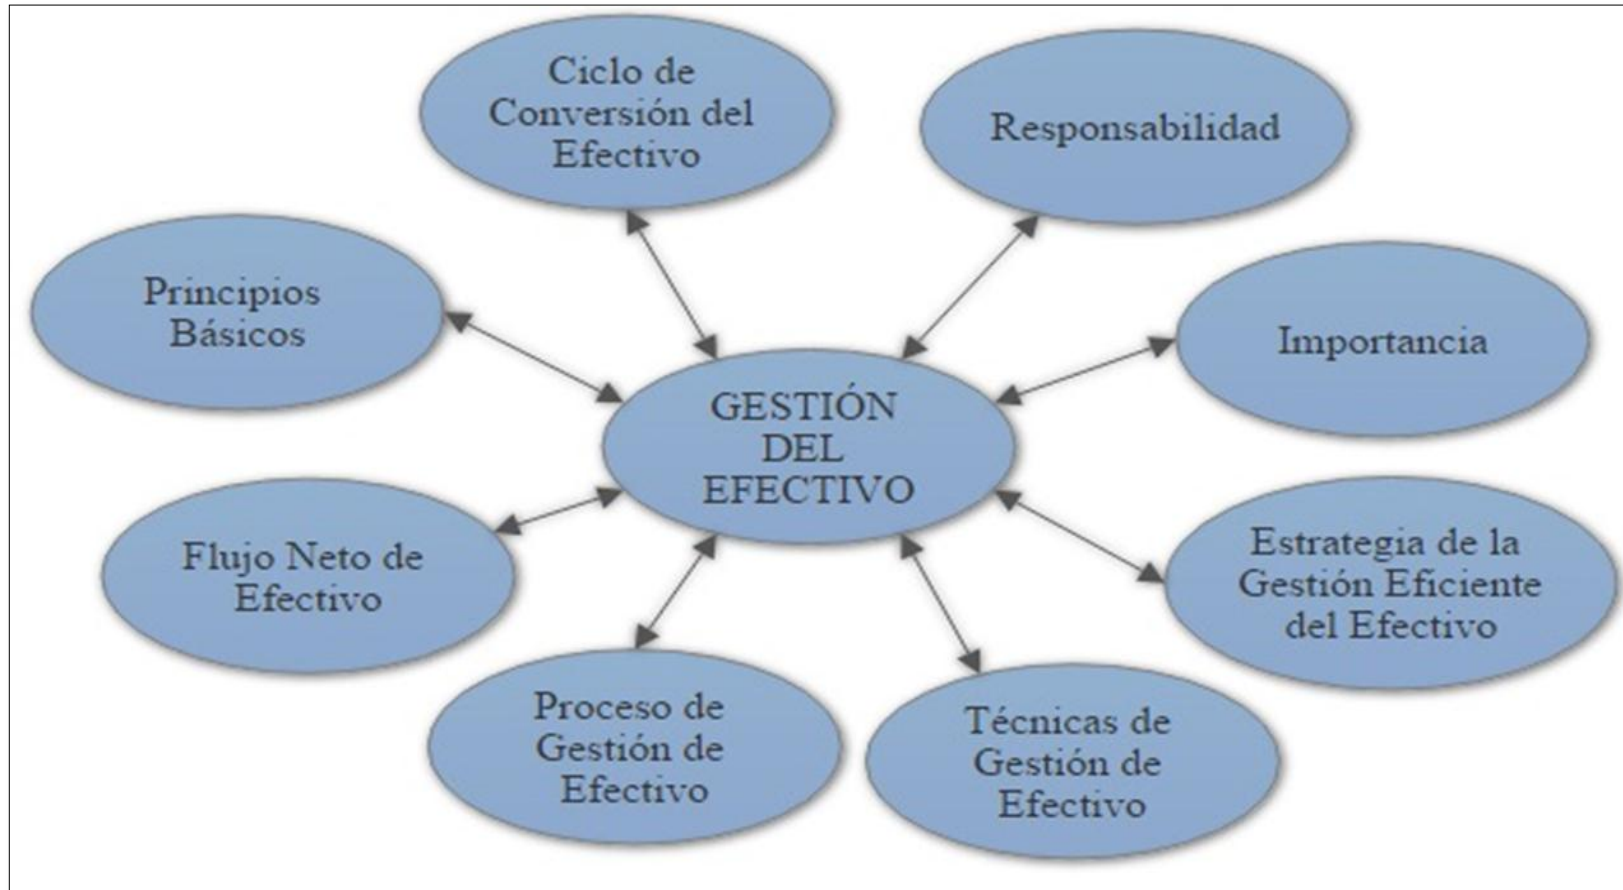 Ciclo de
Conversión del
Efectivo
Responsabilidad
Principios
Básicos
Importancia
GESTIÓN
DEL
EFECTIVO
Flujo Neto de
Efectivo
Estrategia de la
Gestión Eficiente
del Efectivo
Proceso de
Gestión de
Efectivo
Técnicas de
Gestión de
Efectivo